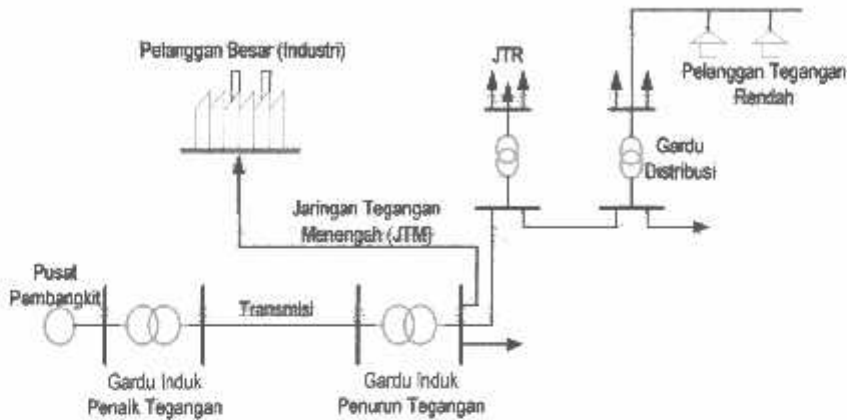 Pelanggan Besar (Industri)
JTR
Pelanggan Tegangan
Rendah
Gardu
Distribusi
Jaringan Tegangan
Menengah (JTM)
Pusat
Pembangkit
Transmisi
Gardu Induk
Penaik Tegangan
Gardu Induk
Penurun Tegangan